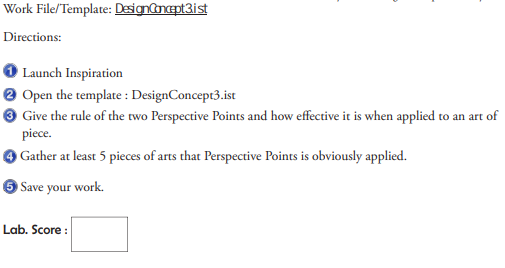 Work File/Template: DesignConcept3.ist
Directions:
1 Launch Inspiration
2 Open the template : DesignConcept3.ist
3 Give the rule of the two Perspective Points and how effective it is when applied to an art of
piece.
4 Gather at least 5 pieces of arts that Perspective Points is obviously applied.
5 Save your work.
Lab. Score :